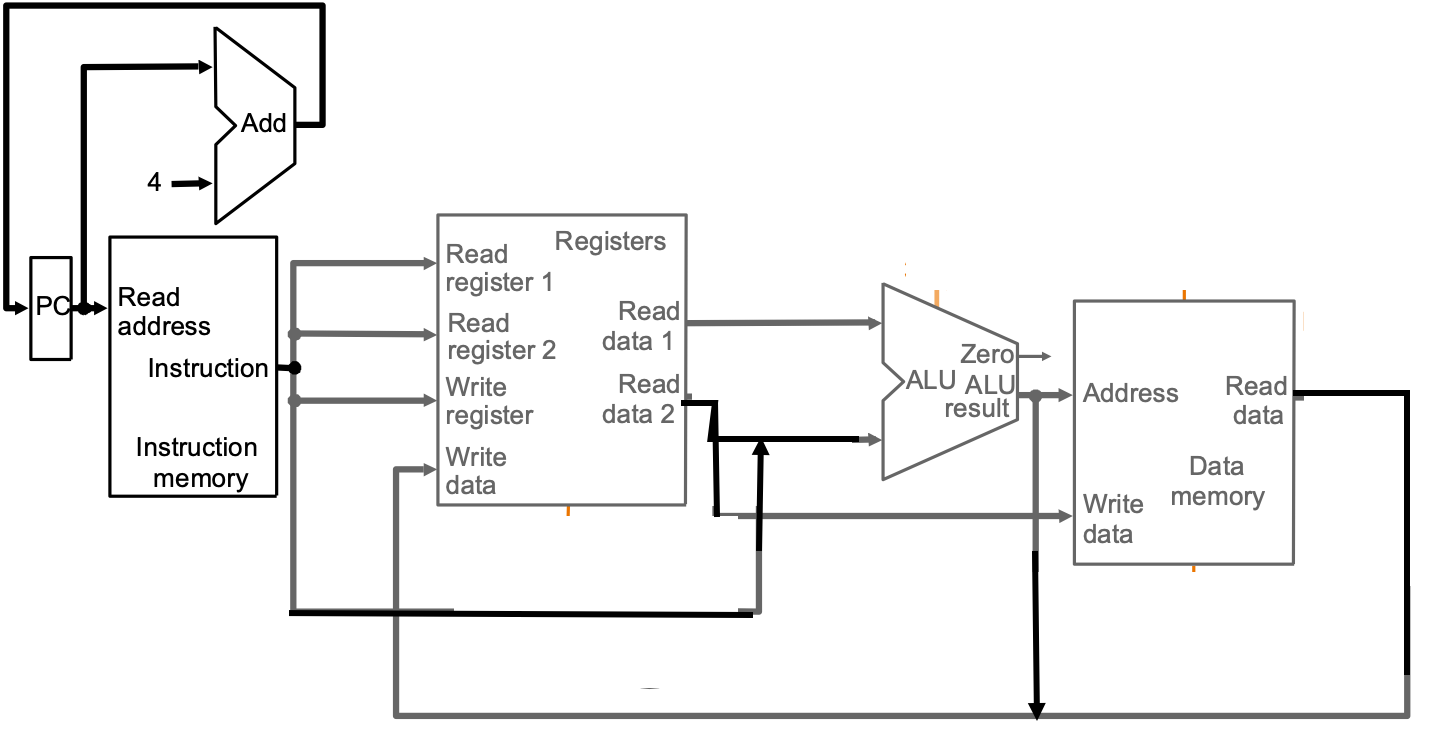 Add
4
PC
Read
address
Instruction
Instruction
memory
Registers
Read
register 1
Read
register 2
Write
register
Write
data
Read
data 1
Read
data 2
Zero
ALU
ALU
result
Address
Read
data
Data
memory
Write
data